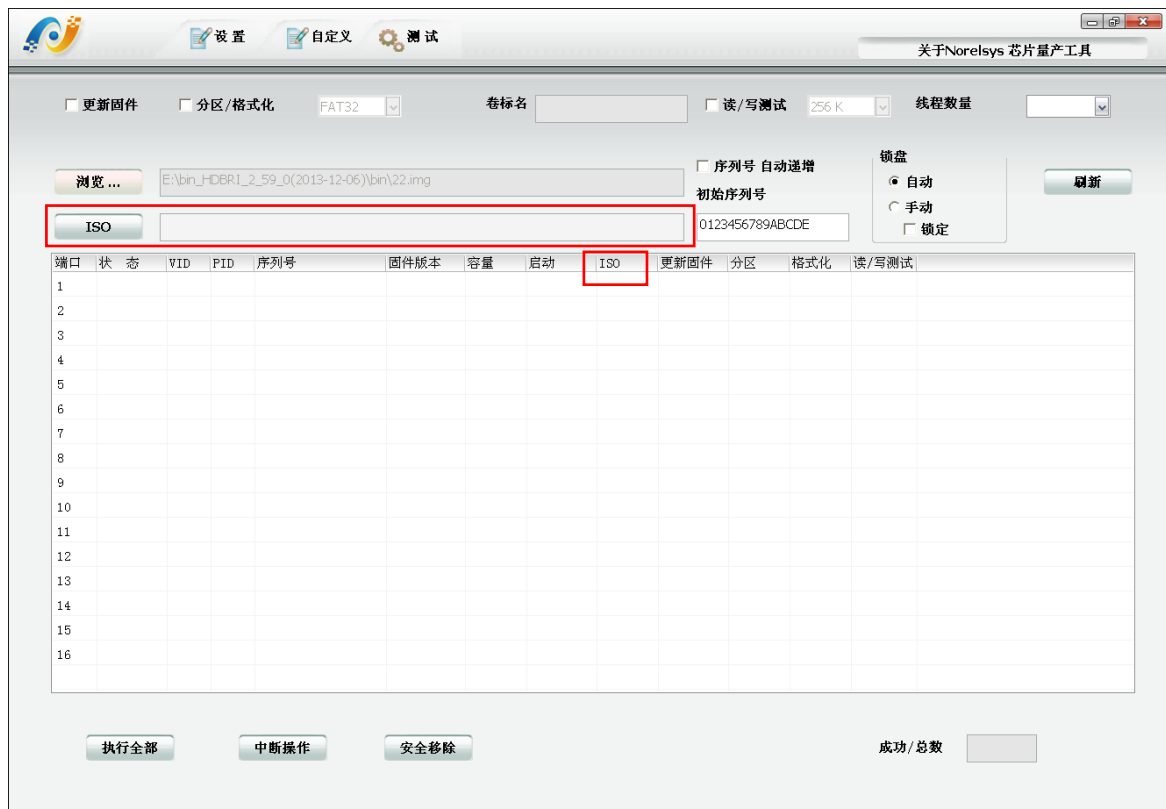 设 置 自定义 测 试
关于Norelsys 芯片量产工具
更新固件 分区/格式化 FAT32 卷标名 读/写测试 256 K 线程数量
浏览 ... E:\bin_HDBRI_2_59_0(2013-12-06)\bin\22.img
序列号 自动递增
初始序列号
锁盘
自动
手动
锁定
刷新
ISO 0123456789ABCDE
端口 状 态 VID PID 序列号 固件版本 容量 启动 ISO 更新固件 分区 格式化 读/写测试
1
2
3
4
5
6
7
8
9
10
11
12
13
14
15
16
执行全部 中断操作 安全移除 成功/总数